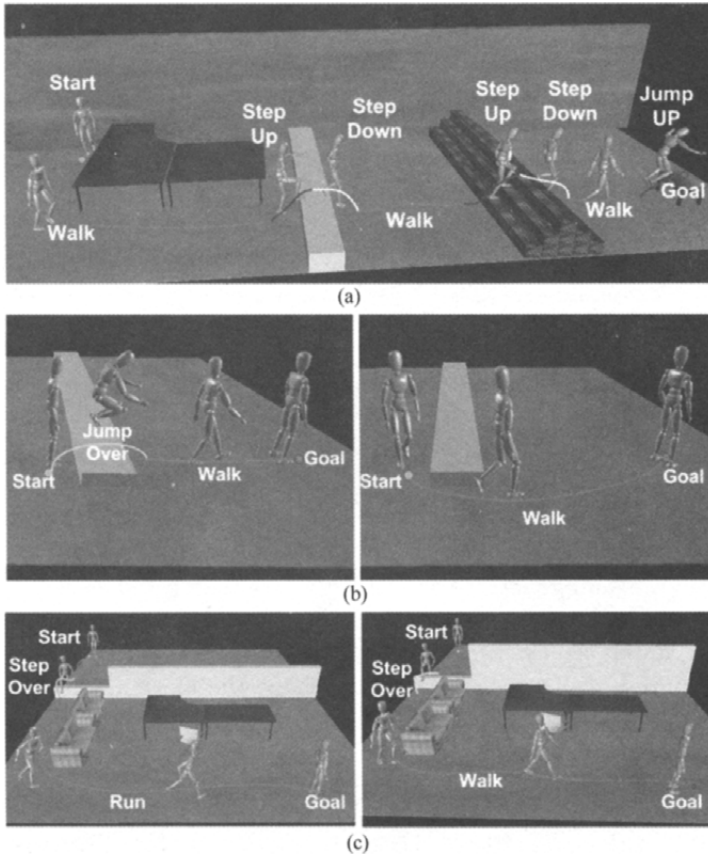 Start
Step
Up
Step
Down
Step
Up
Step
Down
Jump
UP
Walk
Walk
Walk
Goal
(a)
Jump
Over
Start
Walk
Goal
Start
Walk
Goal
(b)
Start
Step
Over
Run
Goal
Start
Step
Over
Walk
Goal
(c)